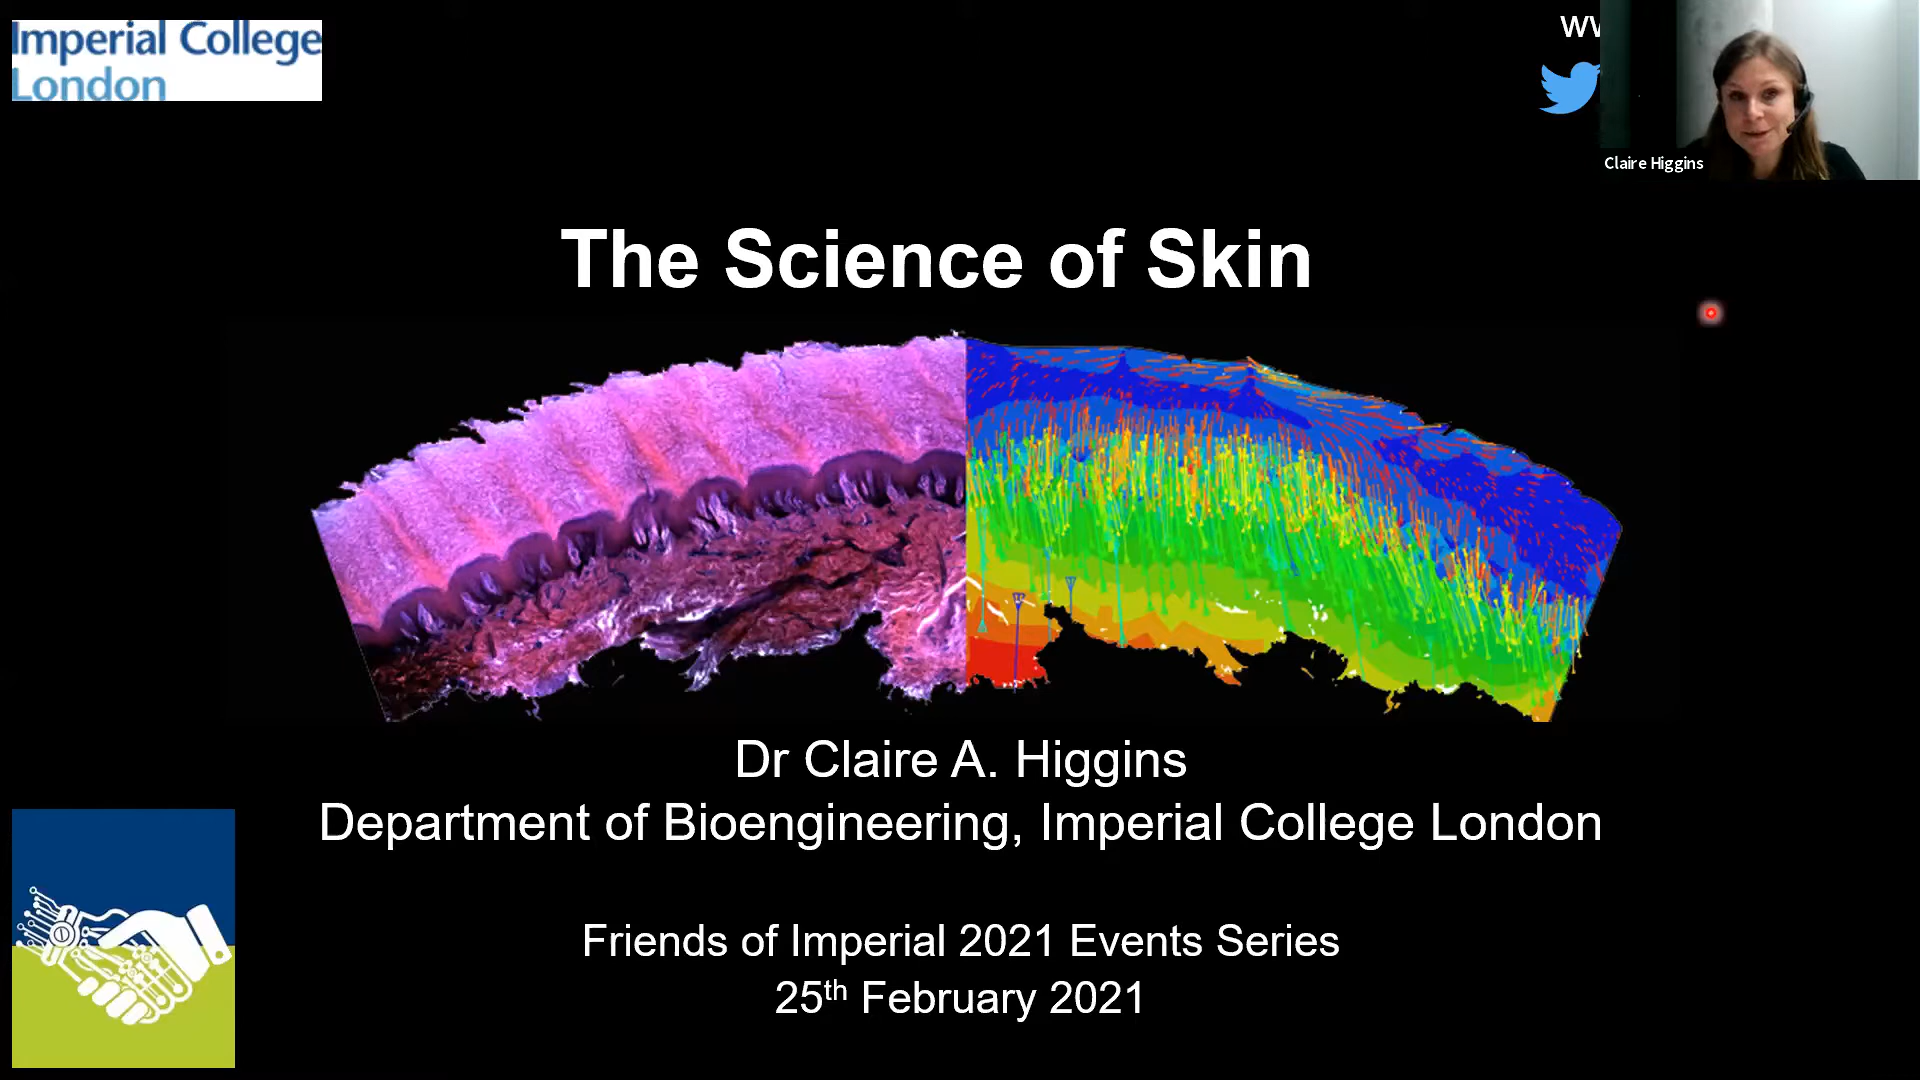 Imperial College
London
Claire Higgins
The Science of Skin
Dr Claire A. Higgins
Department of Bioengineering, Imperial College London
Friends of Imperial 2021 Events Series
25th February 2021